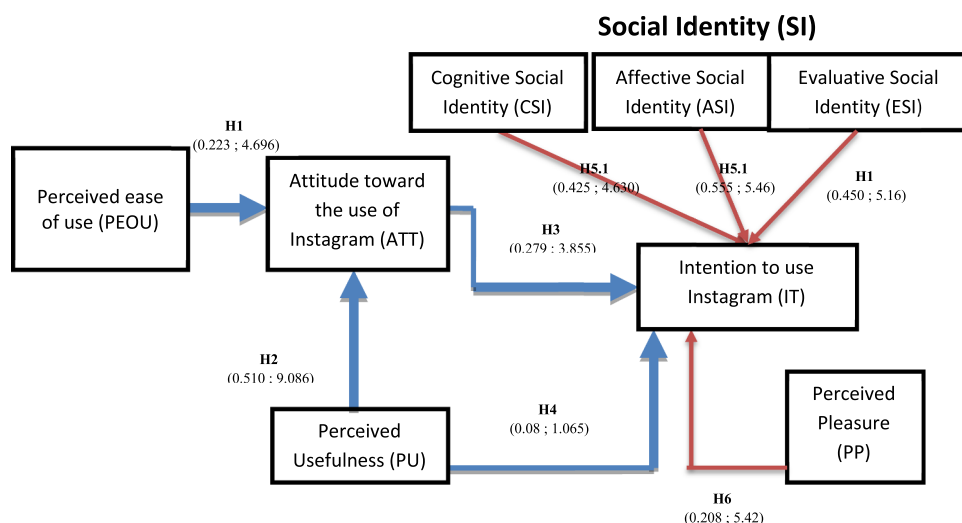 Social Identity (SI)
Cognitive Social
Identity (CSI)
Affective Social
Identity (ASI)
Evaluative Social
Identity (ESI)
H1
(0.223 ; 4.696)
H5.1
(0.425 ; 4.630)
H5.1
(0.555 ; 5.46)
H1
(0.450 ; 5.16)
Perceived ease
of use (PEOU)
Attitude toward
the use of
Instagram (ATT)
H3
(0.279 ; 3.855)
Intention to use
Instagram (IT)
H2
(0.510 ; 9.086)
H4
(0.08 ; 1.065)
Perceived
Usefulness (PU)
Perceived
Pleasure
(PP)
H6
(0.208 ; 5.42)